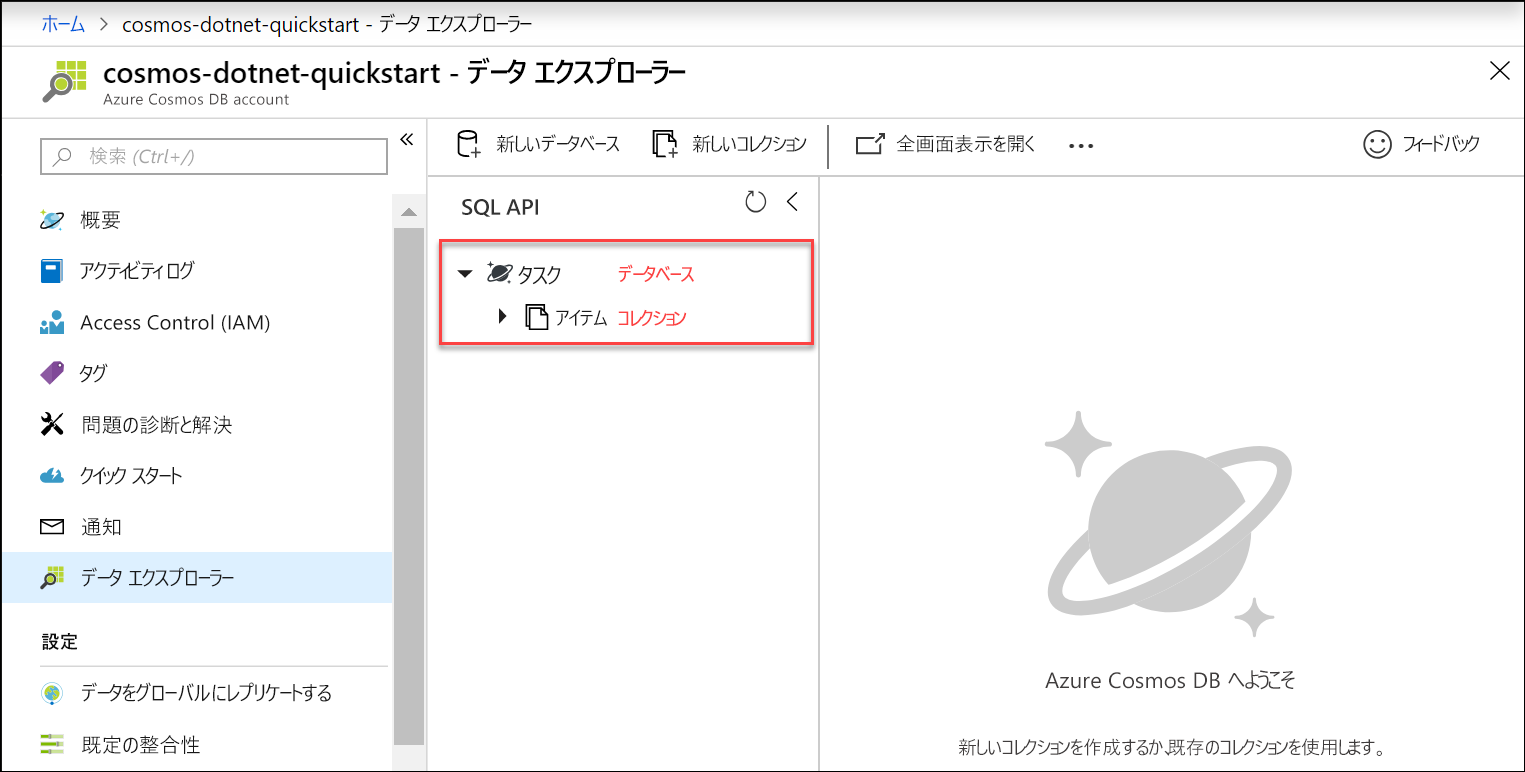 ホーム > cosmos-dotnet-quickstart - データ エクスプローラー
cosmos-dotnet-quickstart - データ エクスプローラー
Azure Cosmos DB account
検索 (Ctrl+/)
概要
アクティビティ ログ
Access Control (IAM)
タグ
問題の診断と解決
クイック スタート
通知
データ エクスプローラー
設定
データをグローバルにレプリケートする
既定の整合性
新しいデータベース 新しいコレクション 全画面表示を開く ... フィードバック
SQL API
タスク データベース
アイテム コレクション
Azure Cosmos DB へようこそ
新しいコレクションを作成するか、既存のコレクションを使用します。